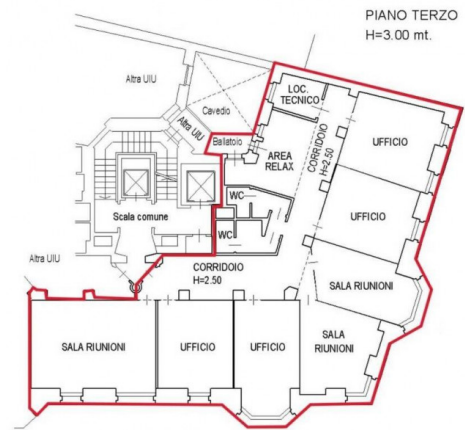 PIANO TERZO
H=3.00 mt.
Altra UIU
Cavedio
Altra UIU
Ballatoio
LOC.
TECNICO
CORRIDOIO
H=2.50
UFFICIO
AREA
RELAX
UFFICIO
WC
Scala comune
WC
Altra UIU
CORRIDOIO
H=2.50
SALA RIUNIONI
SALA RIUNIONI
UFFICIO
UFFICIO
SALA
RIUNIONI